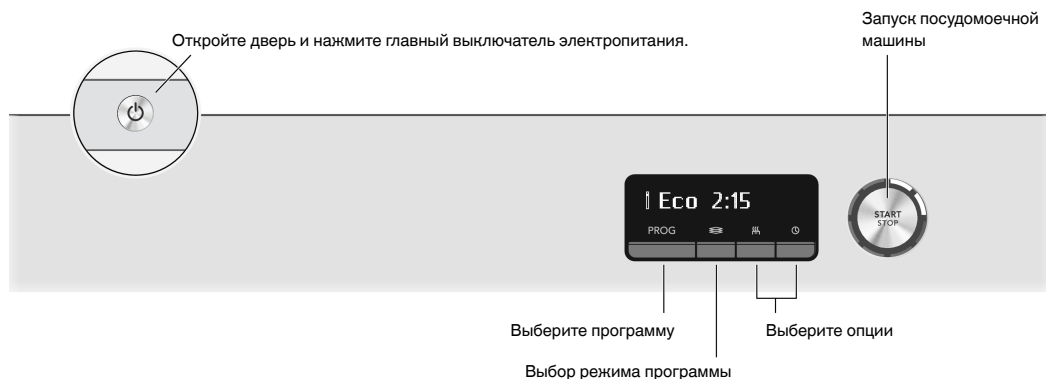 Запуск посудомоечной
машины
Откройте дверь и нажмите главный выключатель электропитания.
Eco 2:15
PROG
START
STOP
Выберите программу
Выберите опции
Выбор режима программы